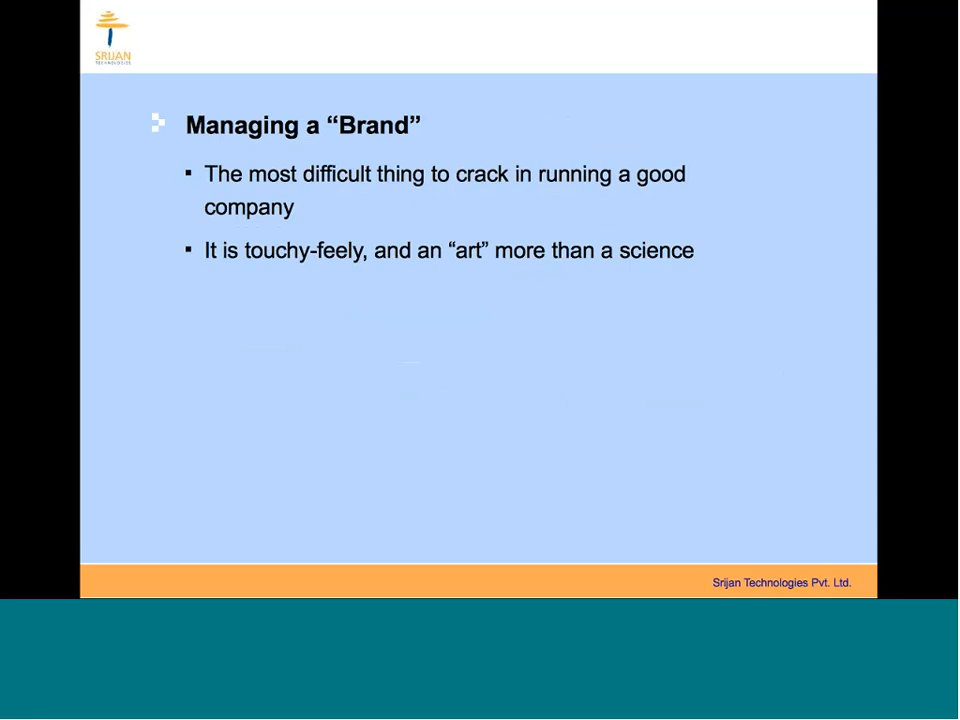 SRIJAN
TECHNOLOGIES
Managing a “Brand”
The most difficult thing to crack in running a good
company
It is touchy-feely, and an “art” more than a science
Srijan Technologies Pvt. Ltd.